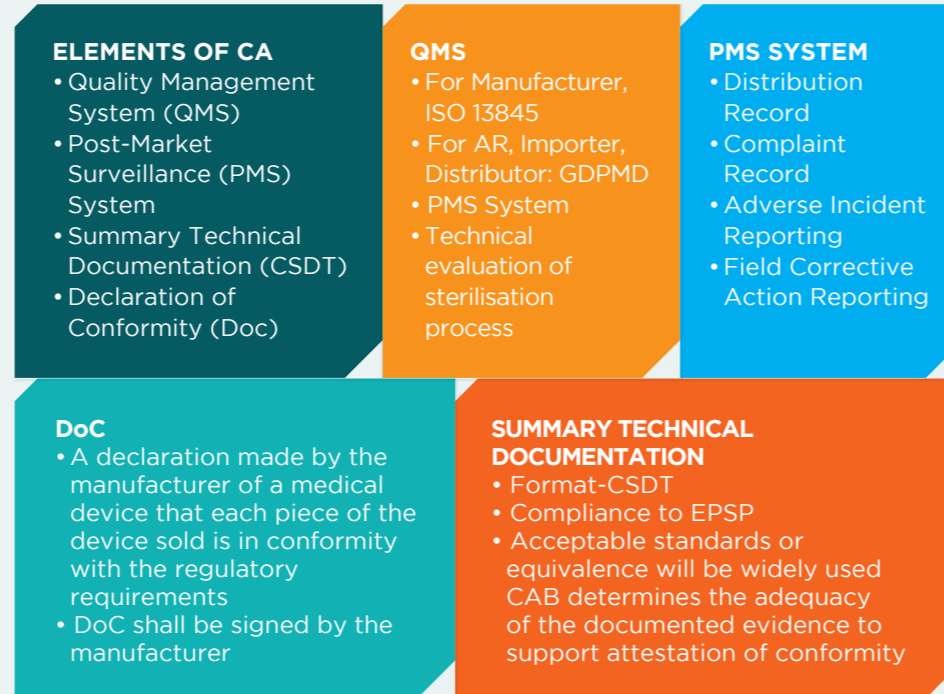 ELEMENTS OF CA
• Quality Management
System (QMS)
• Post-Market
Surveillance (PMS)
System
• Summary Technical
Documentation (CSDT)
• Declaration of
Conformity (Doc)
QMS
• For Manufacturer,
ISO 13845
• For AR, Importer,
Distributor: GDPMD
• PMS System
• Technical
evaluation of
sterilisation
process
PMS SYSTEM
• Distribution
Record
• Complaint
Record
• Adverse Incident
Reporting
• Field Corrective
Action Reporting
DoC
• A declaration made by the
manufacturer of a medical
device that each piece of the
device sold is in conformity
with the regulatory
requirements
• DoC shall be signed by the
manufacturer
SUMMARY TECHNICAL
DOCUMENTATION
• Format-CSDT
• Compliance to EPSP
• Acceptable standards or
equivalence will be widely used
CAB determines the adequacy
of the documented evidence to
support attestation of conformity